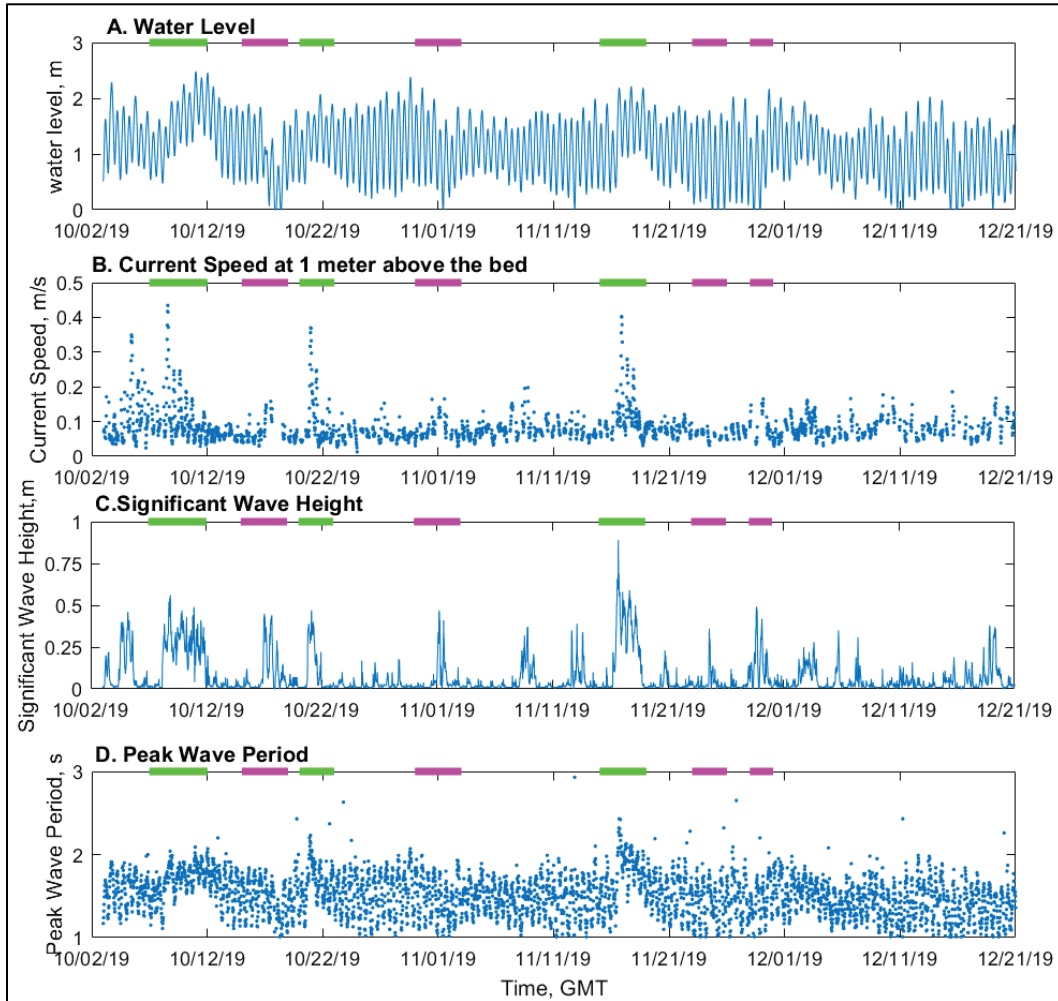 A. Water Level
water level, m
3
2
1
0
10/02/19 10/12/19 10/22/19 11/01/19 11/11/19 11/21/19 12/01/19 12/11/19 12/21/19
B. Current Speed at 1 meter above the bed
Current Speed, m/s
0.5
0.4
0.3
0.2
0.1
0
10/02/19 10/12/19 10/22/19 11/01/19 11/11/19 11/21/19 12/01/19 12/11/19 12/21/19
C.Significant Wave Height
Significant Wave Height,m
1
0.75
0.5
0.25
0
10/02/19 10/12/19 10/22/19 11/01/19 11/11/19 11/21/19 12/01/19 12/11/19 12/21/19
D. Peak Wave Period
Peak Wave Period, s
3
2
1
10/02/19 10/12/19 10/22/19 11/01/19 11/11/19 11/21/19 12/01/19 12/11/19 12/21/19
Time, GMT